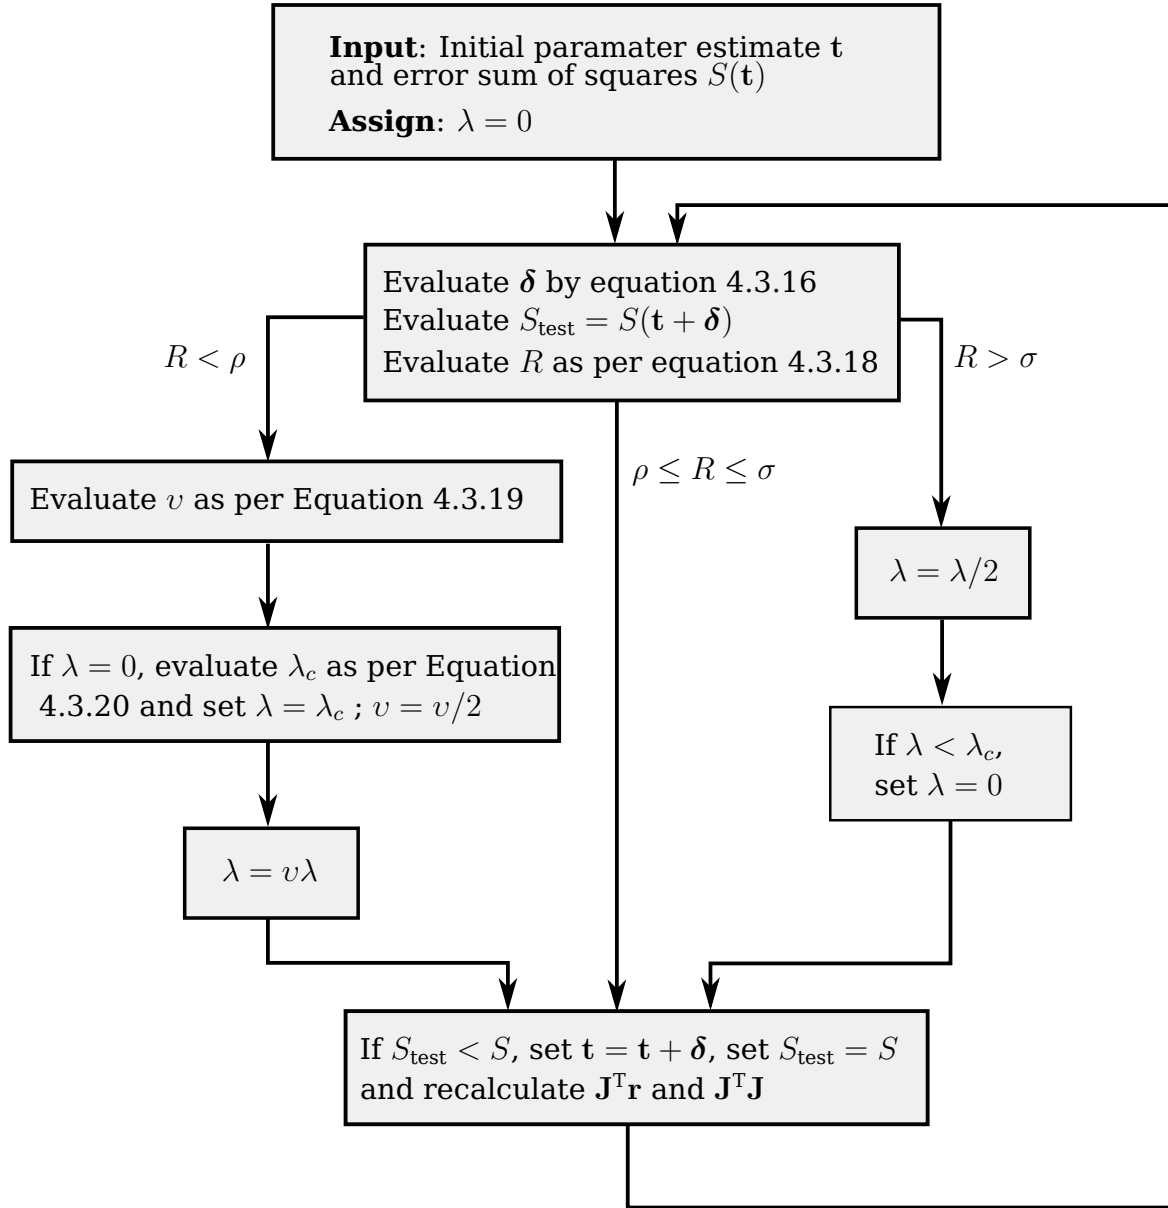 Input: Initial paramater estimate t
and error sum of squares S(t)
Assign: λ = 0
Evaluate δ by equation 4.3.16
Evaluate S_test = S(t + δ)
Evaluate R as per equation 4.3.18
R < ρ
R > σ
ρ ≤ R ≤ σ
Evaluate υ as per Equation 4.3.19
λ = λ/2
If λ = 0, evaluate λ_c as per Equation
4.3.20 and set λ = λ_c ; υ = υ/2
If λ < λ_c,
set λ = 0
λ = υλ
If S_test < S, set t = t + δ, set S_test = S
and recalculate J^T r and J^T J